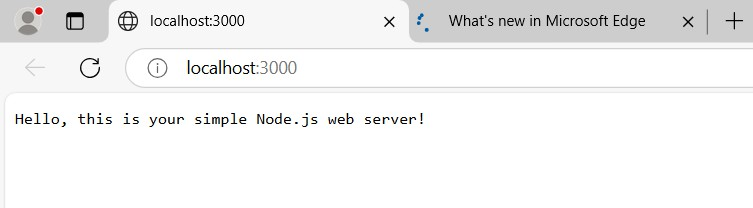 localhost:3000
What's new in Microsoft Edge
localhost:3000
Hello, this is your simple Node.js web server!